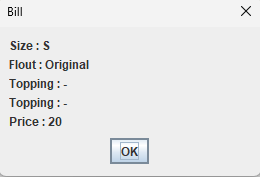 Bill
Size : S
Flout : Original
Topping : -
Topping : -
Price : 20
OK